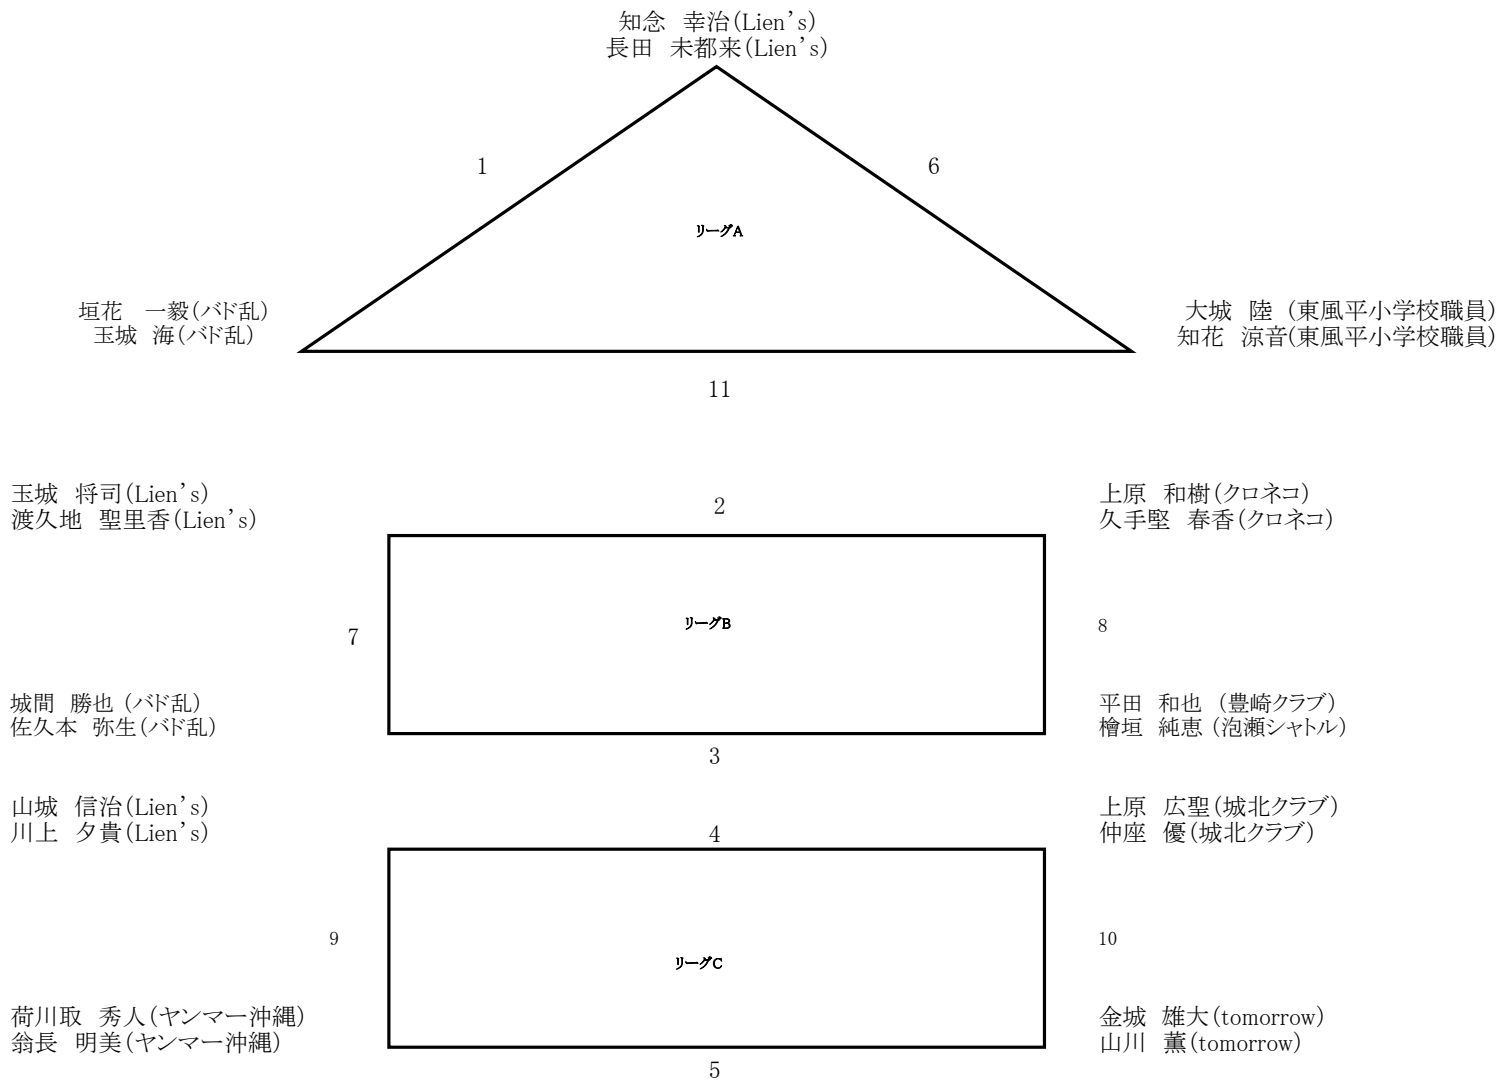 知念　幸治(Lien’s)
長田　未都来(Lien’s)
1
6
リーグA
垣花　一毅(バド乱)
玉城　海(バド乱)
大城　陸 (東風平小学校職員)
知花　涼音(東風平小学校職員)
11
玉城　将司(Lien’s)
渡久地　聖里香(Lien’s)
2
上原　和樹(クロネコ)
久手堅　春香(クロネコ)
7
リーグB
8
城間　勝也 (バド乱)
佐久本　弥生(バド乱)
平田　和也　(豊崎クラブ)
檜垣　純恵 (泡瀬シャトル)
3
山城　信治(Lien’s)
川上　夕貴(Lien’s)
4
上原　広聖(城北クラブ)
仲座　優(城北クラブ)
9
リーグC
10
荷川取　秀人(ヤンマー沖縄)
翁長　明美(ヤンマー沖縄)
金城　雄大(tomorrow)
山川　薫(tomorrow)
5